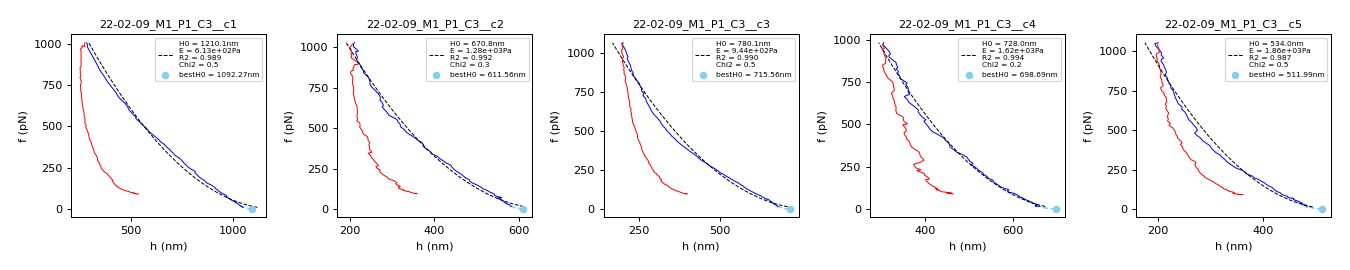 22-02-09_M1_P1_C3__c1
f (pN)
1000
750
500
250
0
500
1000
h (nm)
H0 = 1210.1nm
E = 6.13e+02Pa
R2 = 0.989
Chi2 = 0.5
bestH0 = 1092.27nm
22-02-09_M1_P1_C3__c2
f (pN)
1000
750
500
250
0
200
400
600
h (nm)
H0 = 670.8nm
E = 1.28e+03Pa
R2 = 0.992
Chi2 = 0.3
bestH0 = 611.56nm
22-02-09_M1_P1_C3__c3
f (pN)
1000
750
500
250
0
250
500
h (nm)
H0 = 780.1nm
E = 9.44e+02Pa
R2 = 0.990
Chi2 = 0.4
bestH0 = 715.56nm
22-02-09_M1_P1_C3__c4
f (pN)
1000
750
500
250
0
400
600
h (nm)
H0 = 728.0nm
E = 1.62e+03Pa
R2 = 0.994
Chi2 = 0.2
bestH0 = 698.69nm
22-02-09_M1_P1_C3__c5
f (pN)
1000
750
500
250
0
200
400
h (nm)
H0 = 534.0nm
E = 1.86e+03Pa
R2 = 0.987
Chi2 = 0.5
bestH0 = 511.99nm